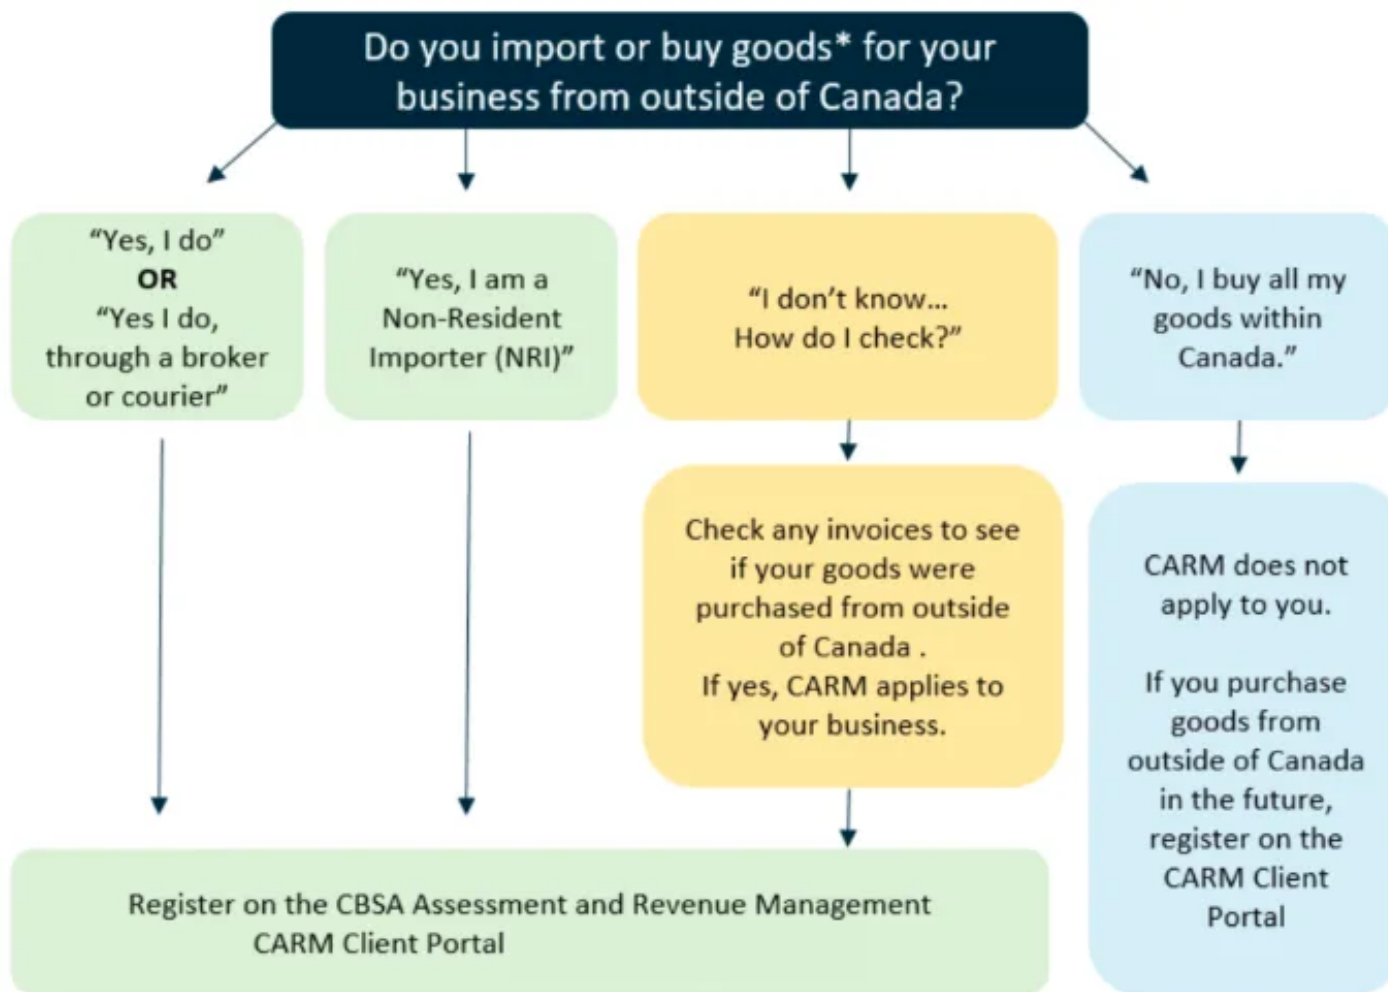 Do you import or buy goods* for your
business from outside of Canada?
“Yes, I do”
OR
“Yes I do,
through a broker
or courier”
“Yes, I am a
Non-Resident
Importer (NRI)”
“I don’t know...
How do I check?”
“No, I buy all my
goods within
Canada.”
Check any invoices to see
if your goods were
purchased from outside
of Canada .
If yes, CARM applies to
your business.
CARM does not
apply to you.
If you purchase
goods from
outside of Canada
in the future,
register on the
CARM Client
Portal
Register on the CBSA Assessment and Revenue Management
CARM Client Portal